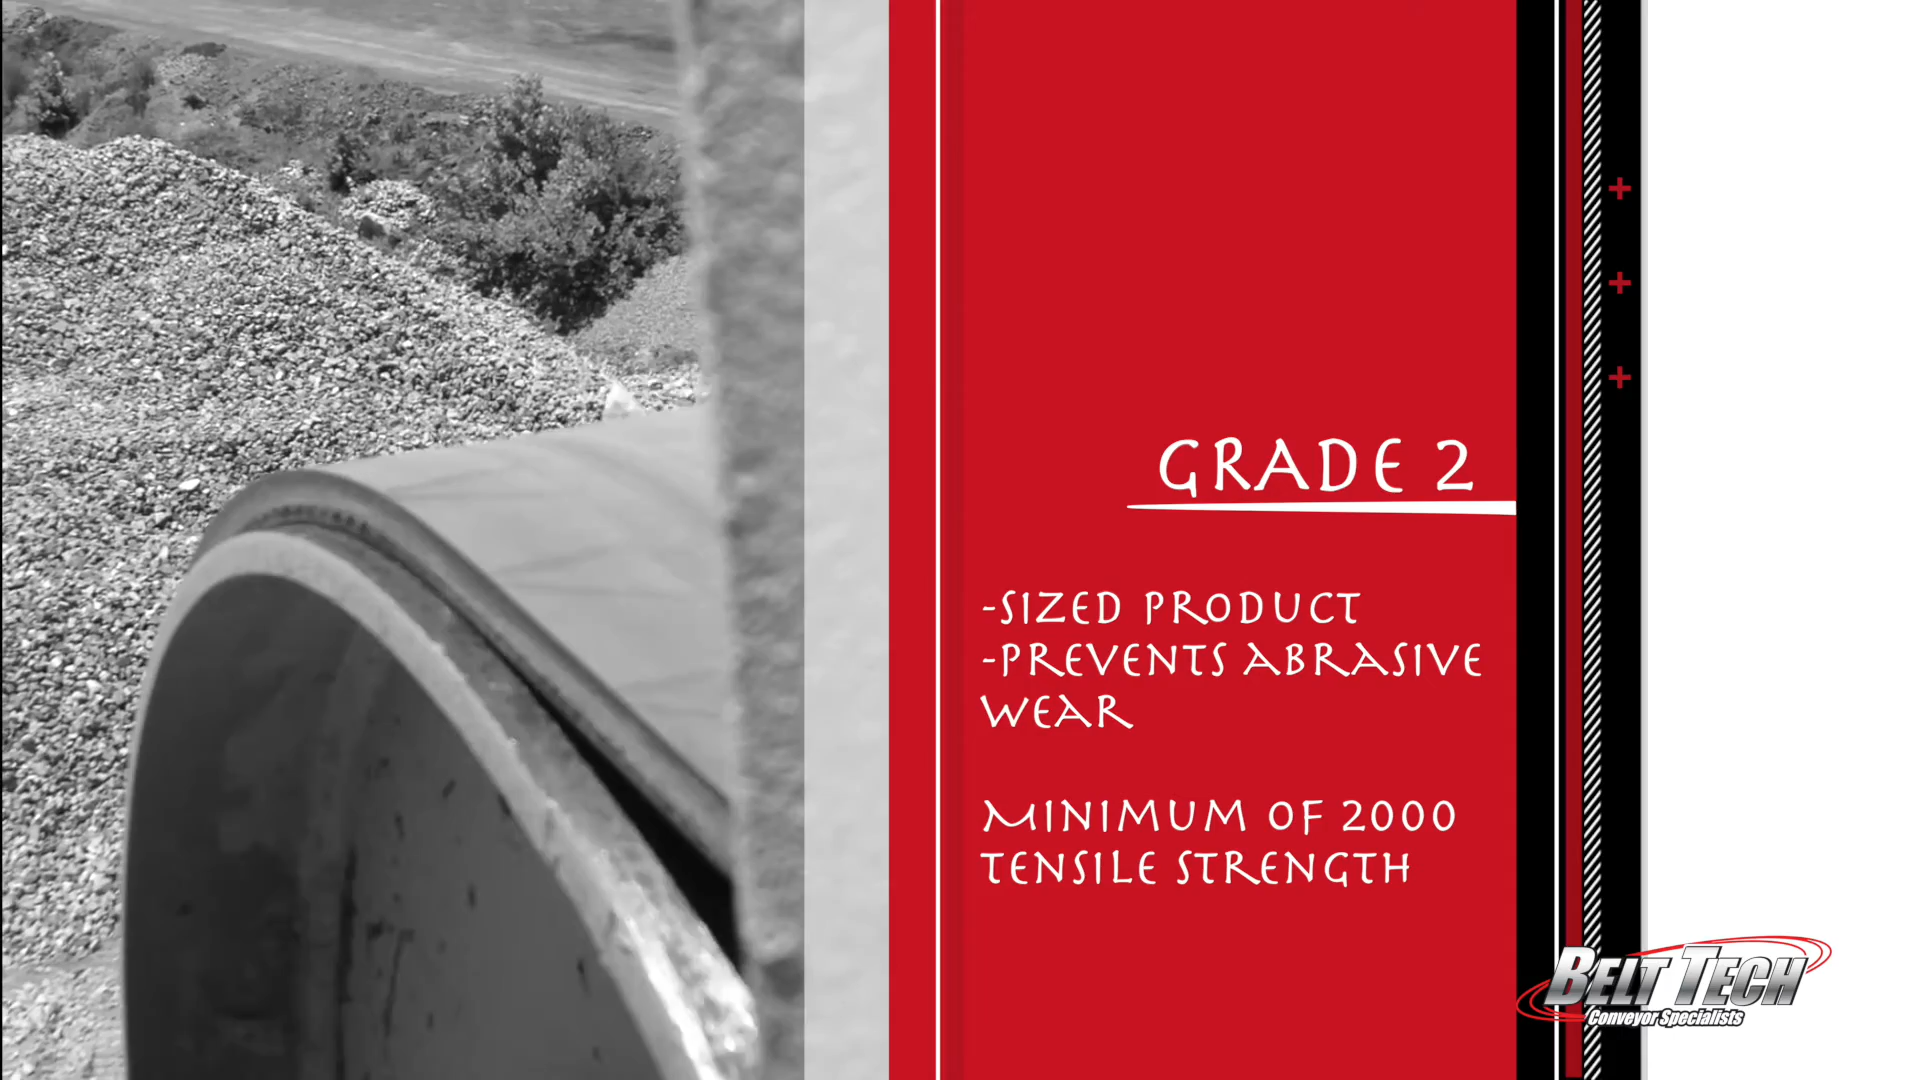 GRADE 2
-SIZED PRODUCT
-PREVENTS ABRASIVE
WEAR
MINIMUM OF 2000
TENSILE STRENGTH
BELT TECH
Conveyor Specialists